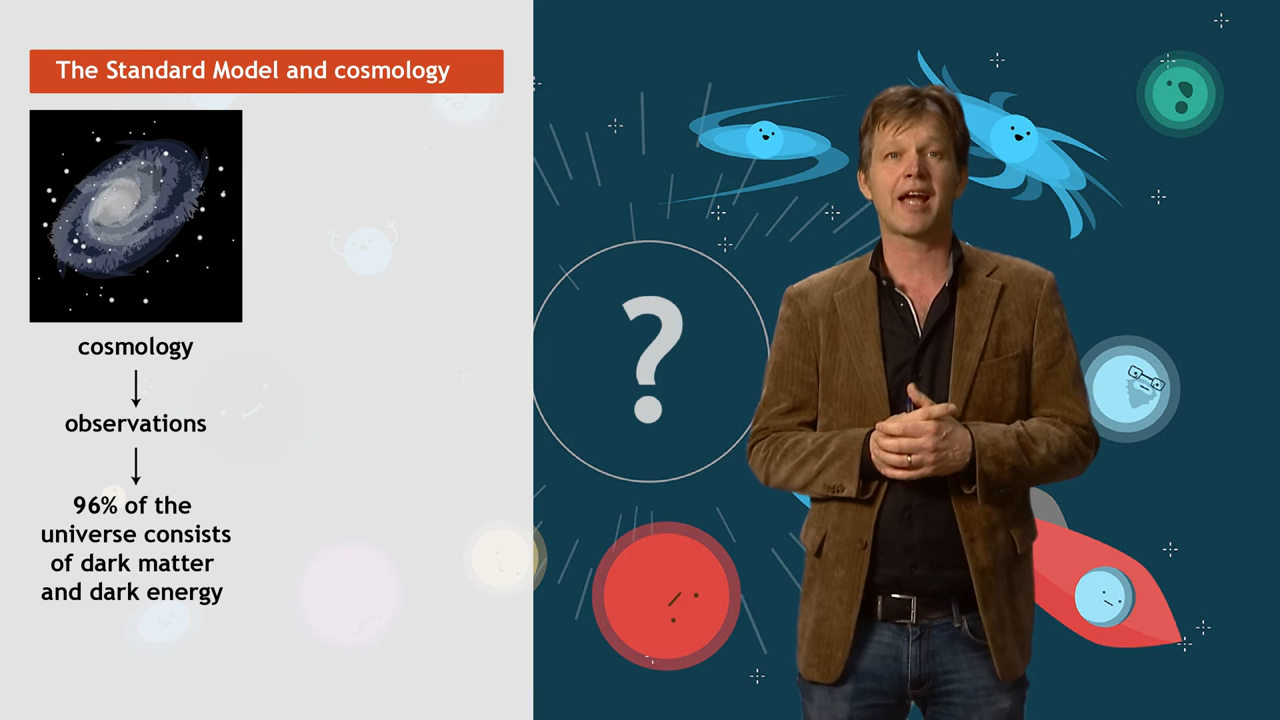 The Standard Model and cosmology
cosmology
observations
96% of the
universe consists
of dark matter
and dark energy
?